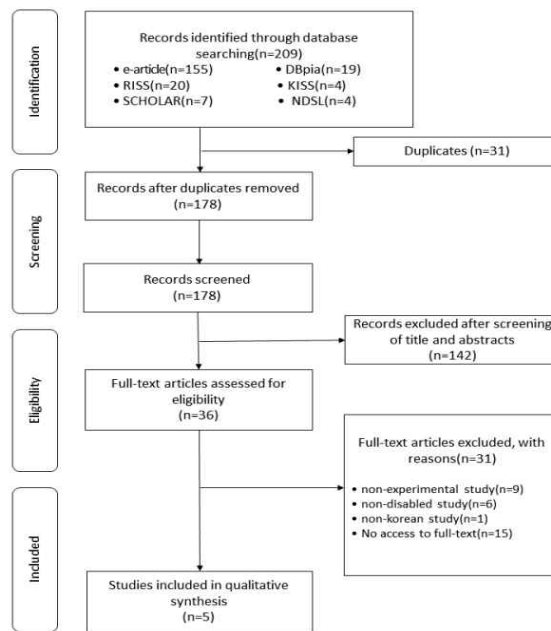 Identification
Records identified through database
searching(n=209)
• e-article(n=155) • DBpia(n=19)
• RISS(n=20) • KISS(n=4)
• SCHOLAR(n=7) • NDSL(n=4)
Duplicates (n=31)
Screening
Records after duplicates removed
(n=178)
Records screened
(n=178)
Records excluded after screening
of title and abstracts
(n=142)
Eligibility
Full-text articles assessed for
eligibility
(n=36)
Full-text articles excluded, with
reasons(n=31)
• non-experimental study(n=9)
• non-disabled study(n=6)
• non-korean study(n=1)
• No access to full-text(n=15)
Included
Studies included in qualitative
synthesis
(n=5)